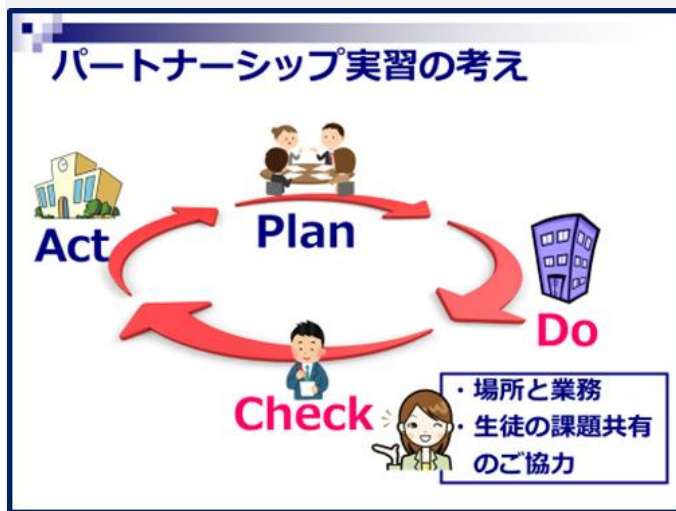 パートナーシップ実習の考え
Plan
Act
Do
Check
・場所と業務
・生徒の課題共有
のご協力